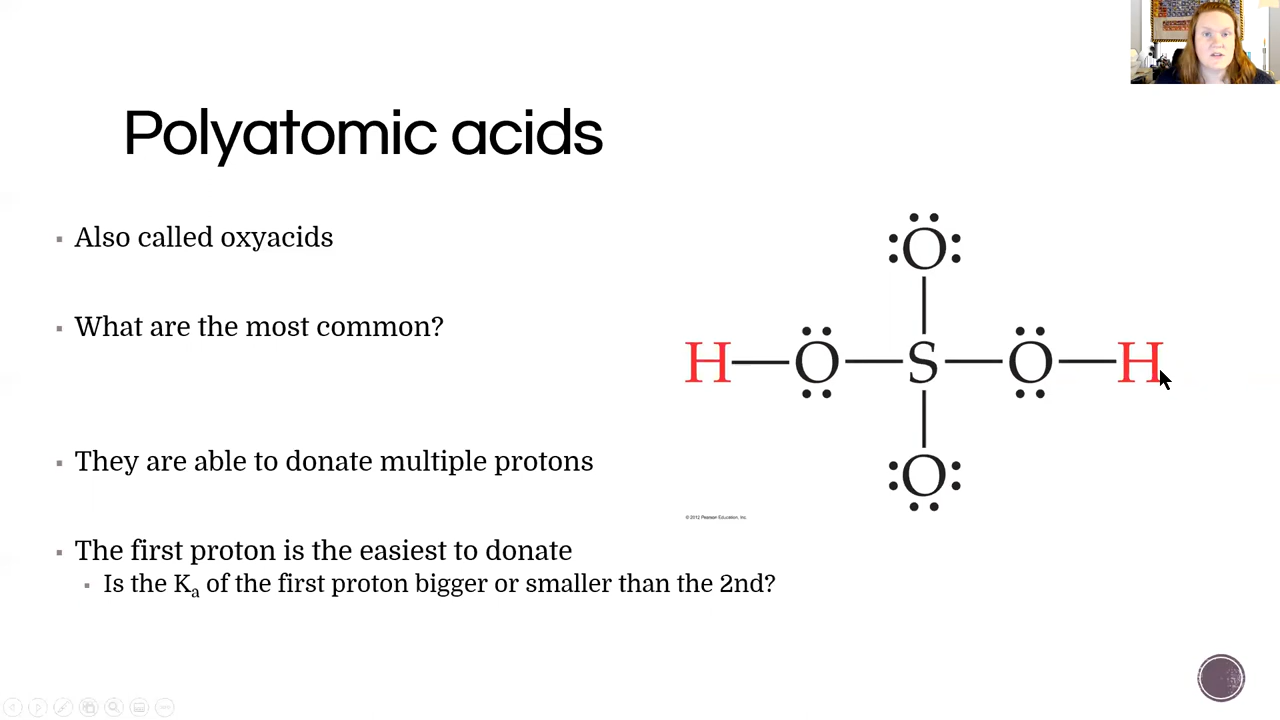 Polyatomic acids
Also called oxyacids
What are the most common?
They are able to donate multiple protons
The first proton is the easiest to donate
Is the Ka of the first proton bigger or smaller than the 2nd?
O
H O S O H
O
© 2012 Pearson Education, Inc.